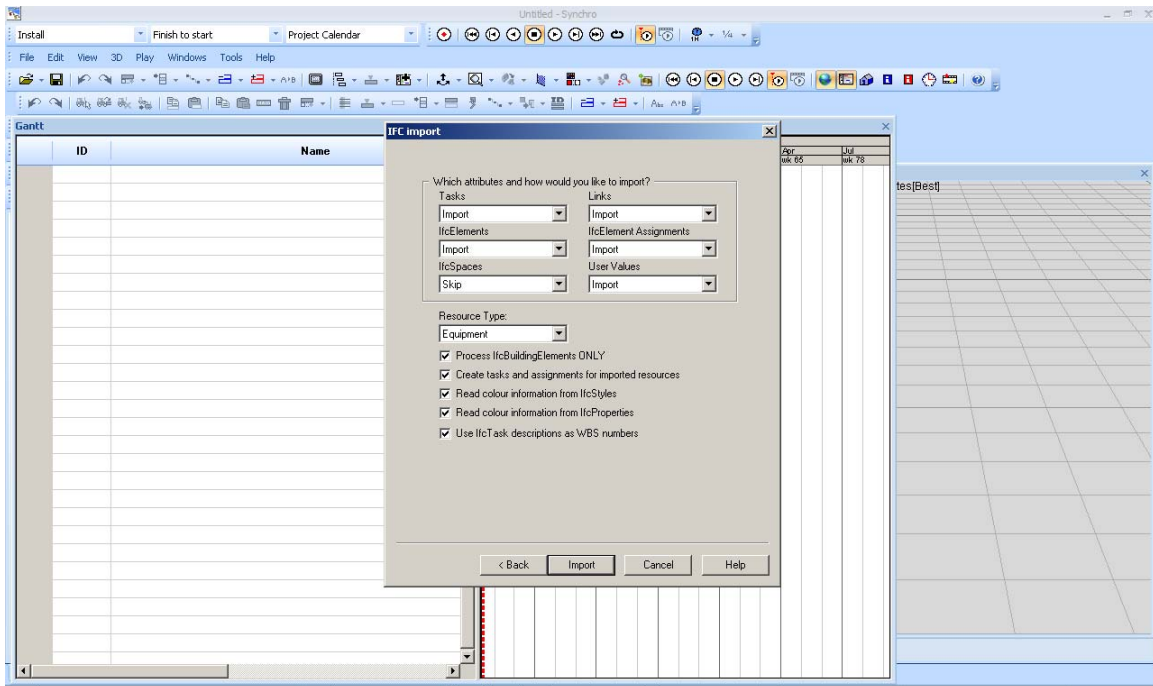 Untitled - Synchro
Install Finish to start Project Calendar
File Edit View 3D Play Windows Tools Help
Gantt
ID Name
IFC import
Apr Jul
wk 65 wk 78
tes[Best]
Which attributes and how would you like to import?
Tasks Links
Import Import
IfcElements IfcElement Assignments
Import Import
IfcSpaces User Values
Skip Import
Resource Type:
Equipment
Process IfcBuildingElements ONLY
Create tasks and assignments for imported resources
Read colour information from IfcStyles
Read colour information from IfcProperties
Use IfcTask descriptions as WBS numbers
< Back Import Cancel Help